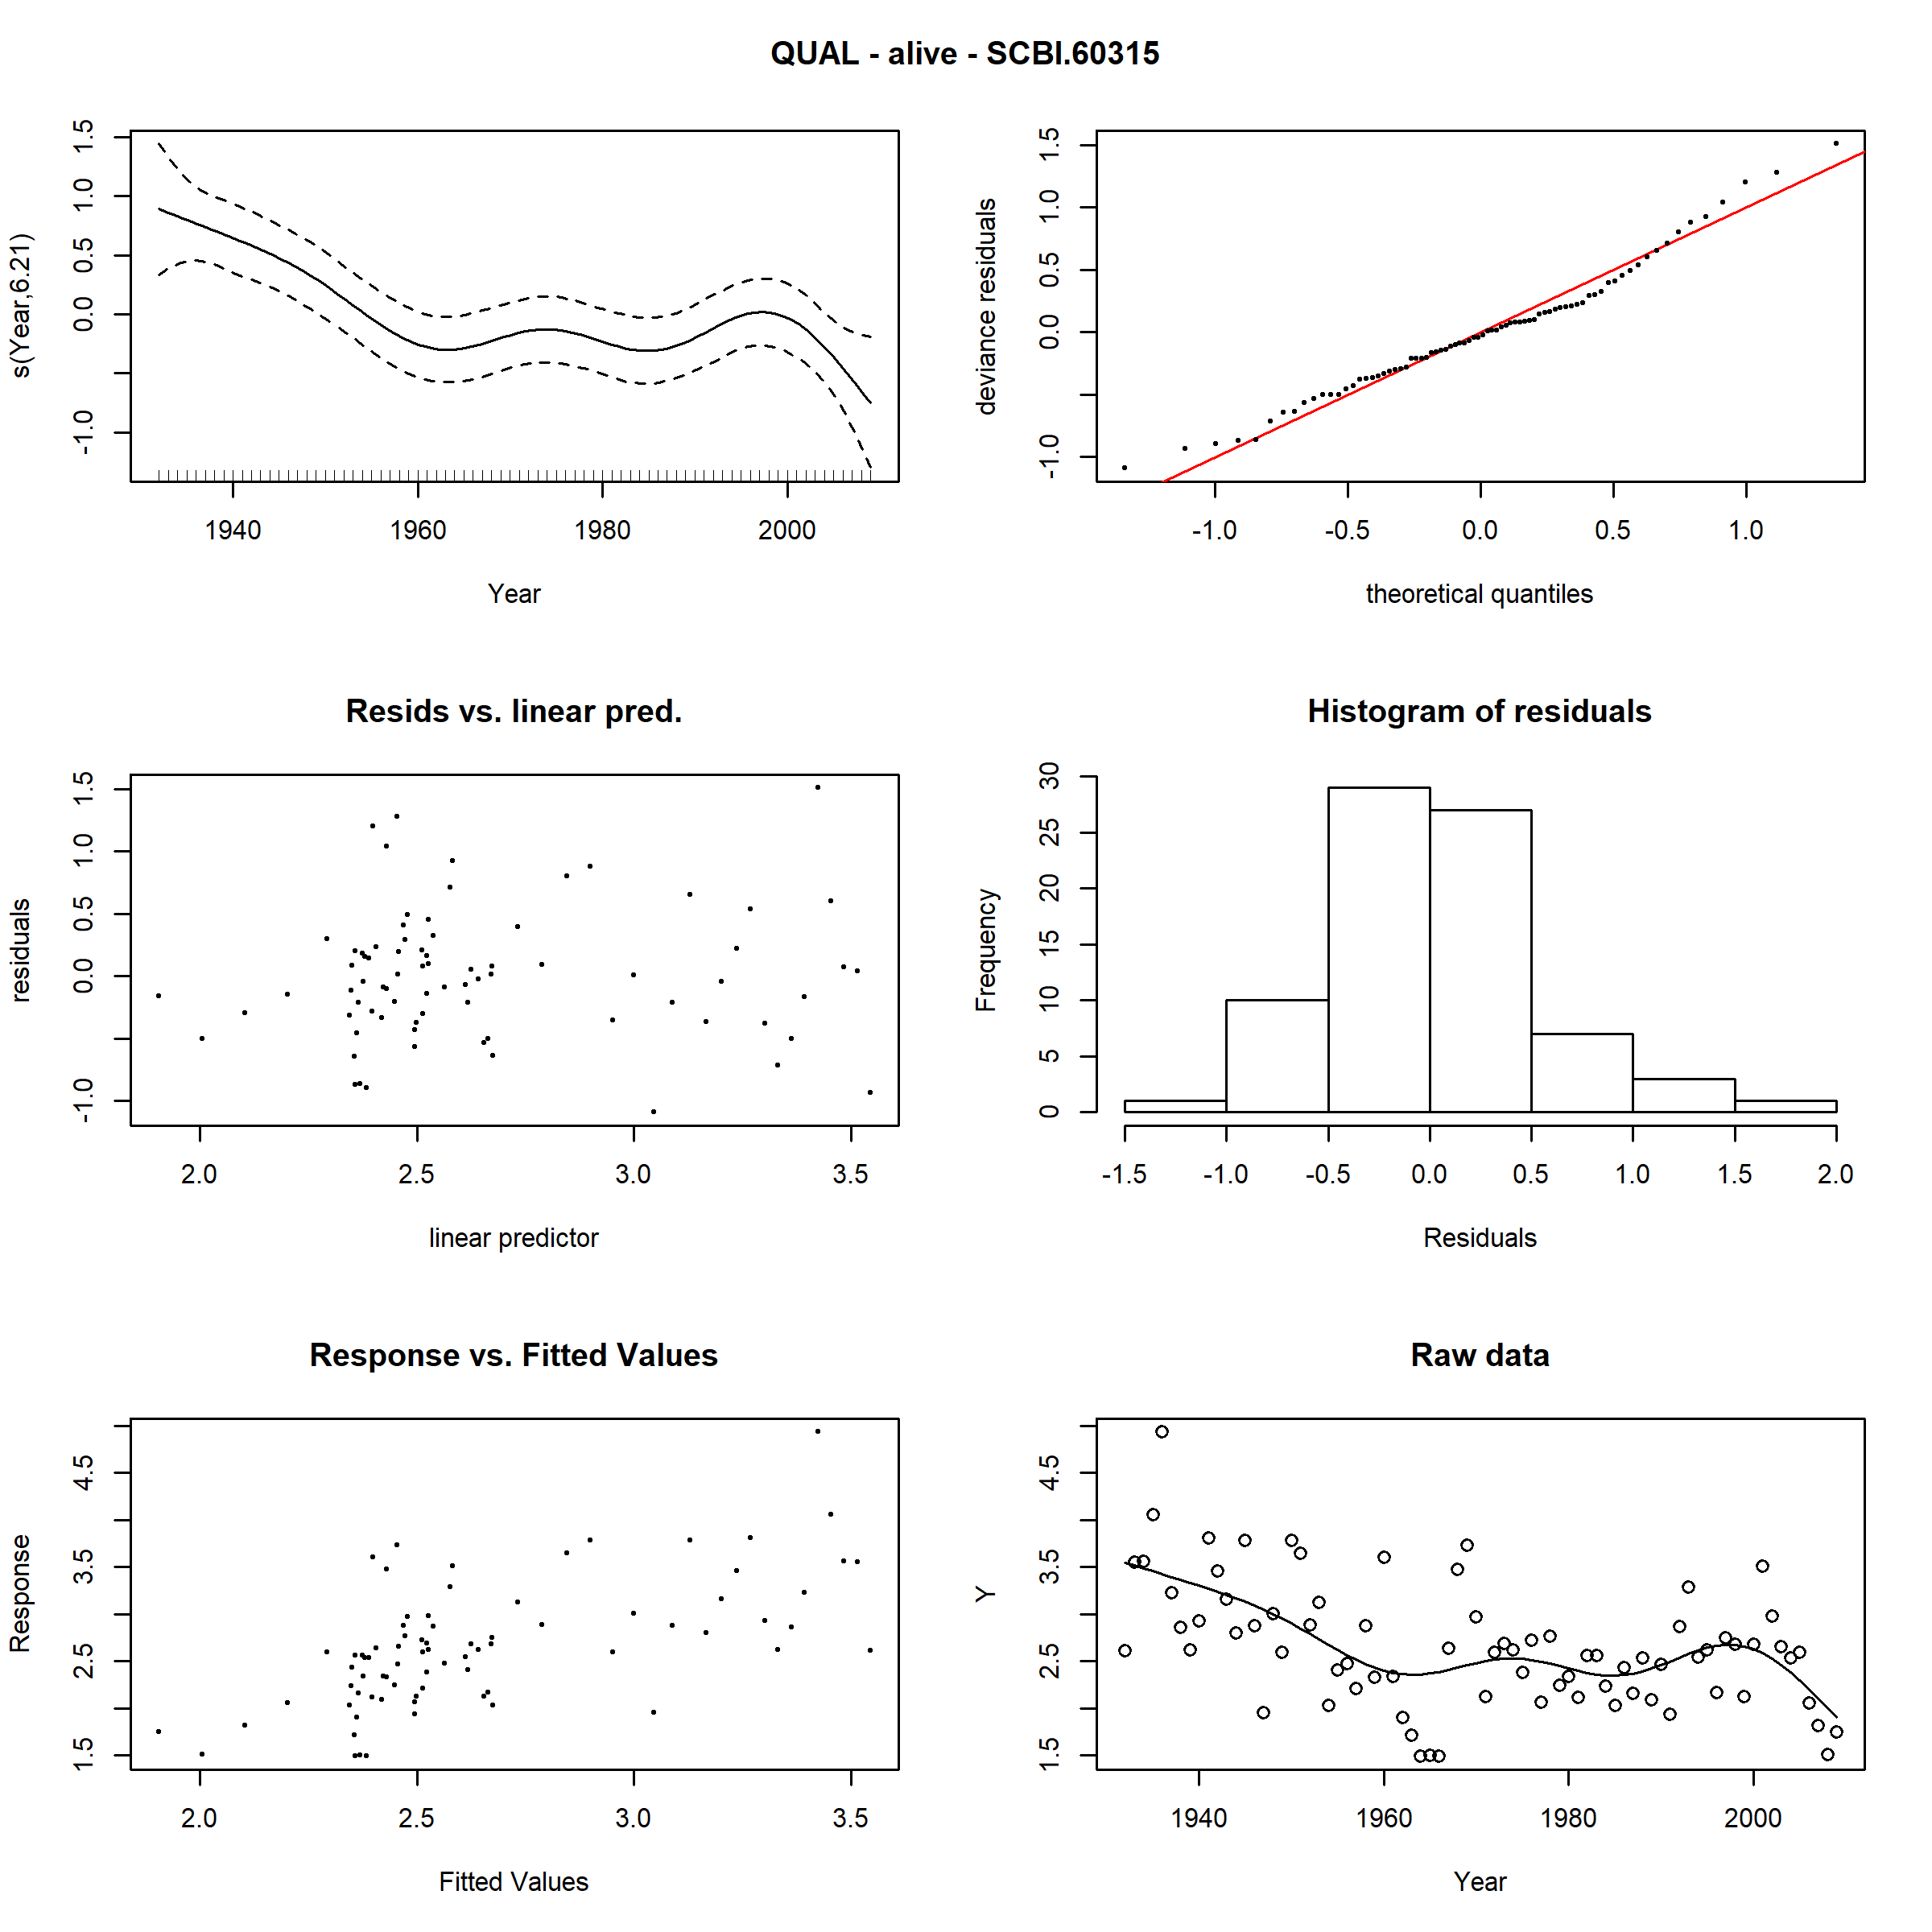 QUAL - alive - SCBI.60315
s(Year,6.21)
-1.0 0.0 0.5 1.0 1.5
1940 1960 1980 2000
Year
deviance residuals
-1.0 0.0 0.5 1.0 1.5
-1.0 -0.5 0.0 0.5 1.0
theoretical quantiles
Resids vs. linear pred.
residuals
-1.0 0.0 0.5 1.0 1.5
2.0 2.5 3.0 3.5
linear predictor
Histogram of residuals
Frequency
0 5 10 15 20 25 30
-1.5 -1.0 -0.5 0.0 0.5 1.0 1.5 2.0
Residuals
Response vs. Fitted Values
Response
1.5 2.5 3.5 4.5
2.0 2.5 3.0 3.5
Fitted Values
Raw data
Y
1.5 2.5 3.5 4.5
1940 1960 1980 2000
Year